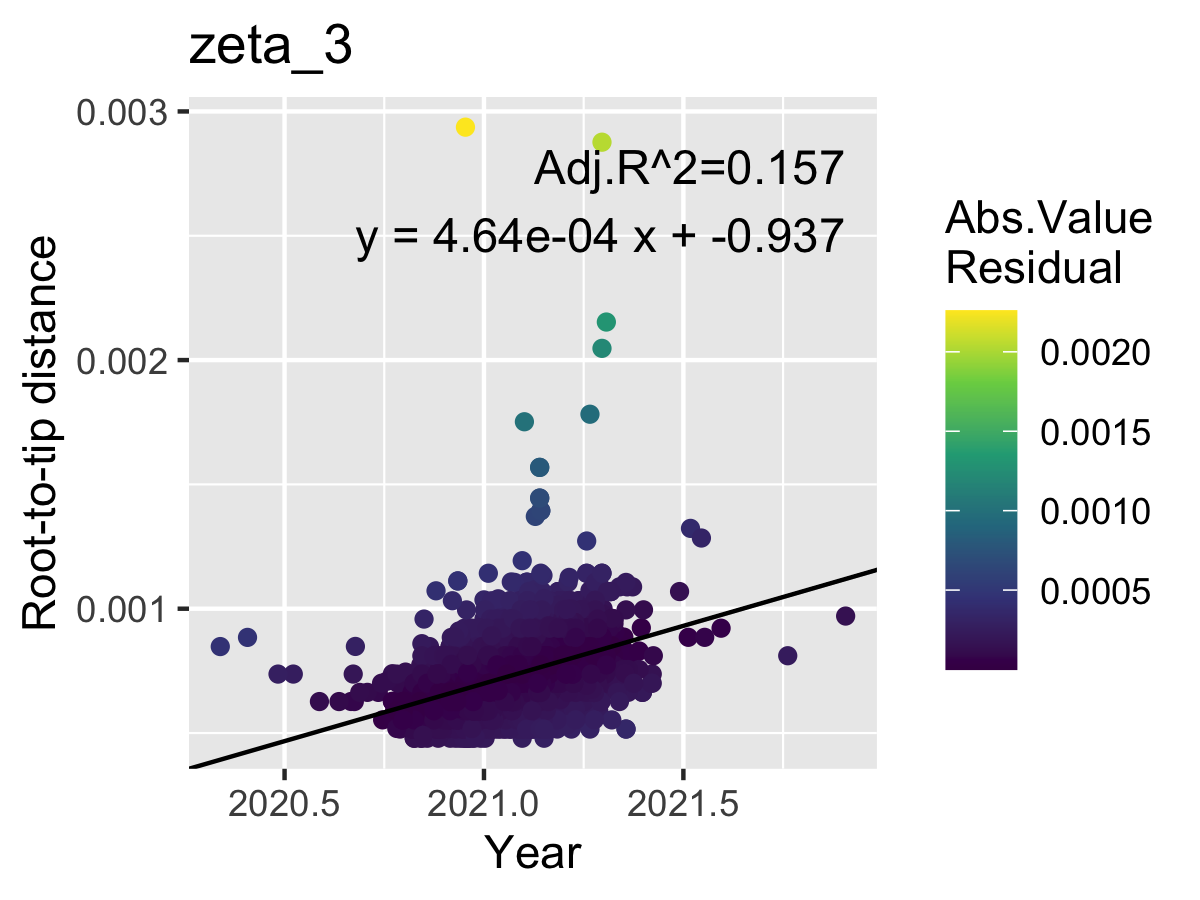 zeta_3
0.003
0.002
0.001
Root-to-tip distance
Adj.R^2=0.157
y = 4.64e-04 x + -0.937
2020.5
2021.0
2021.5
Year
Abs.Value
Residual
0.0020
0.0015
0.0010
0.0005